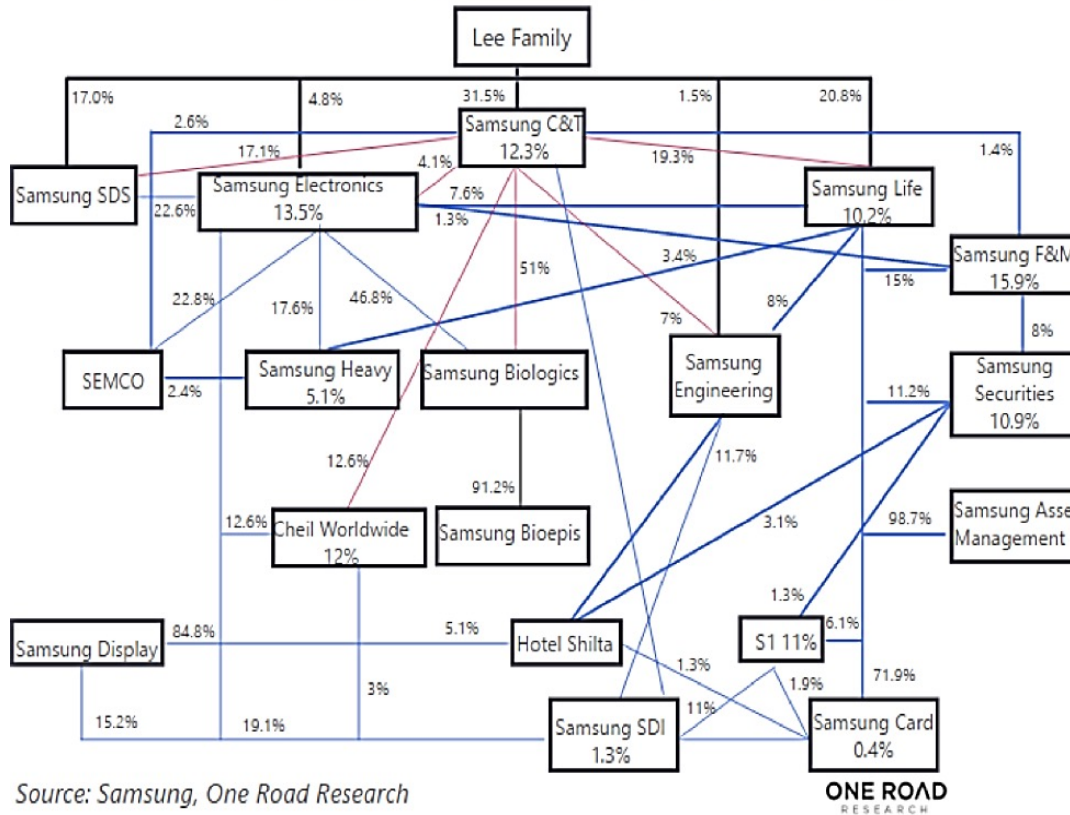 Lee Family
17.0%
4.8%
31.5%
1.5%
20.8%
2.6%
Samsung C&T
12.3%
17.1%
4.1%
19.3%
1.4%
Samsung SDS
22.6%
Samsung Electronics
13.5%
7.6%
1.3%
Samsung Life
10.2%
Samsung F&M
15.9%
3.4%
15%
51%
22.8%
17.6%
46.8%
8%
7%
8%
SEMCO
2.4%
Samsung Heavy
5.1%
Samsung Biologics
Samsung
Engineering
Samsung
Securities
10.9%
11.2%
11.7%
12.6%
91.2%
12.6%
Cheil Worldwide
12%
Samsung Bioepis
3.1%
98.7%
Samsung Asse
Management
1.3%
Samsung Display
84.8%
5.1%
Hotel Shilta
S1 11%
6.1%
1.3%
1.9%
71.9%
3%
15.2%
19.1%
Samsung SDI
1.3%
11%
Samsung Card
0.4%
Source: Samsung, One Road Research
ONE ROAD
RESEARCH